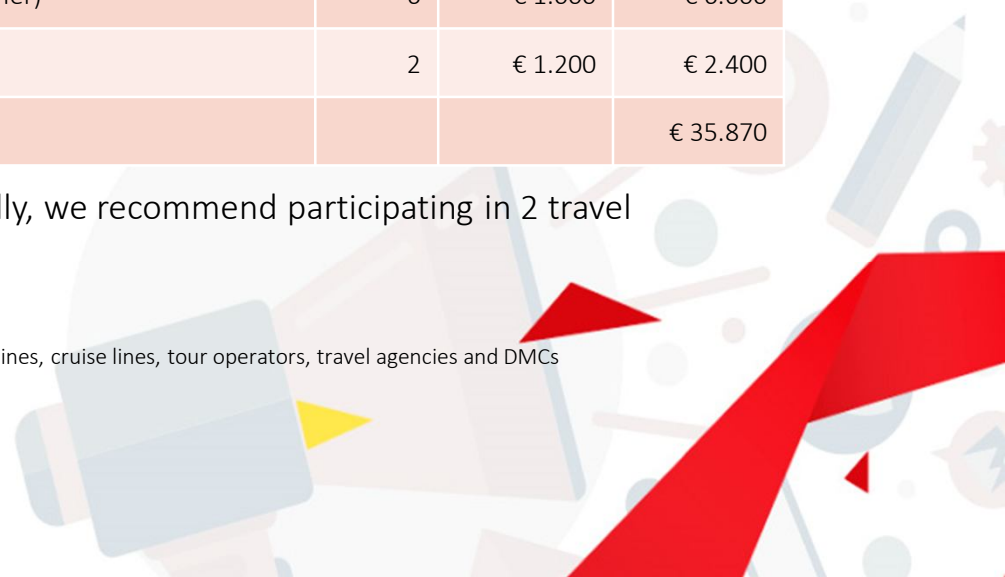 2 € 1.200 € 2.400
€ 35.870
lly, we recommend participating in 2 travel
ines, cruise lines, tour operators, travel agencies and DMCs